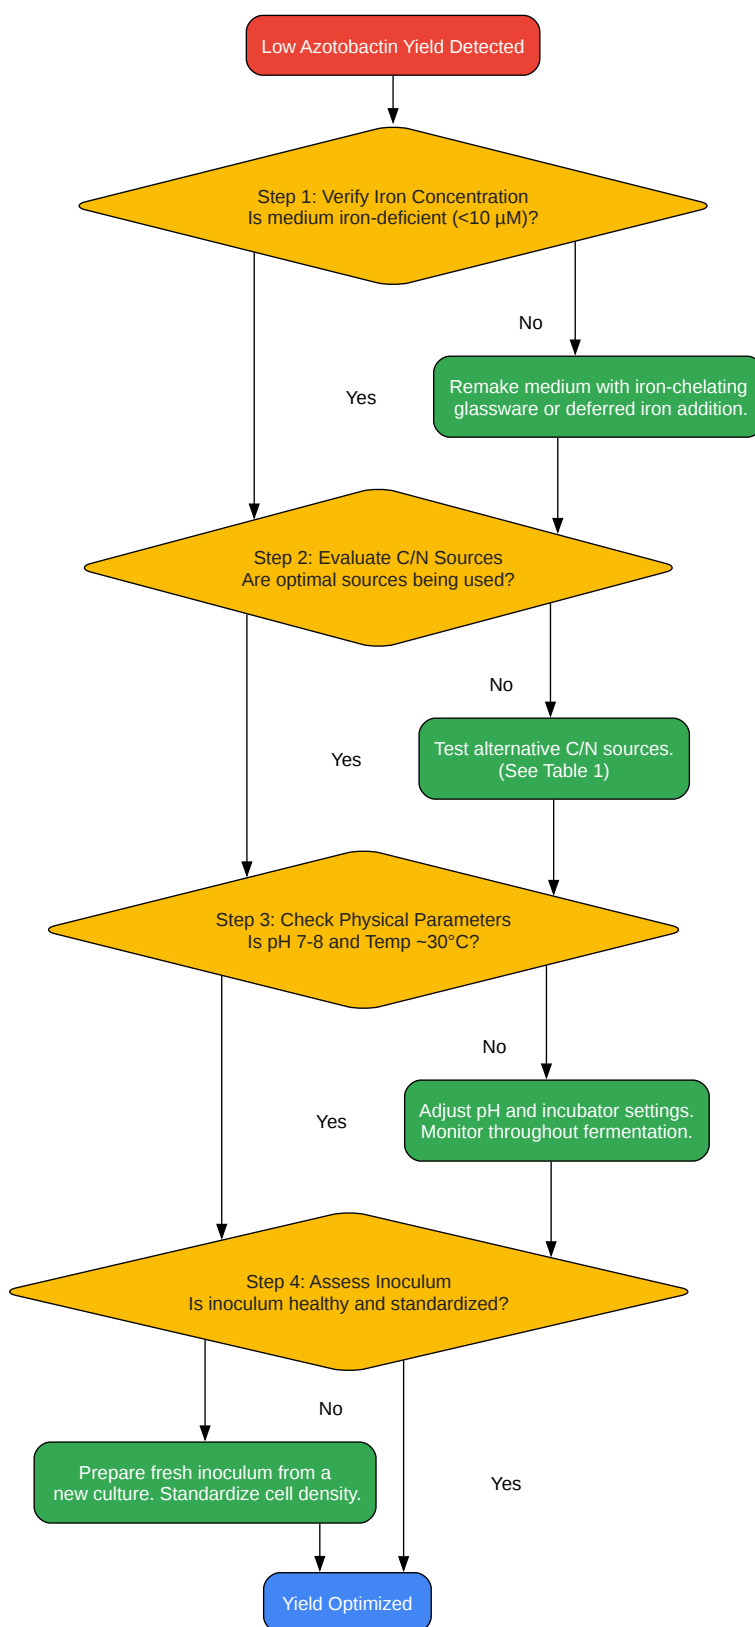 Low Azotobactin Yield Detected
Step 1: Verify Iron Concentration
Is medium iron-deficient (<10 µM)?
No
Yes
Remake medium with iron-chelating
glassware or deferred iron addition.
Step 2: Evaluate C/N Sources
Are optimal sources being used?
No
Yes
Test alternative C/N sources.
(See Table 1)
Step 3: Check Physical Parameters
Is pH 7-8 and Temp ~30°C?
No
Yes
Adjust pH and incubator settings.
Monitor throughout fermentation.
Step 4: Assess Inoculum
Is inoculum healthy and standardized?
No
Yes
Prepare fresh inoculum from a
new culture. Standardize cell density.
Yield Optimized